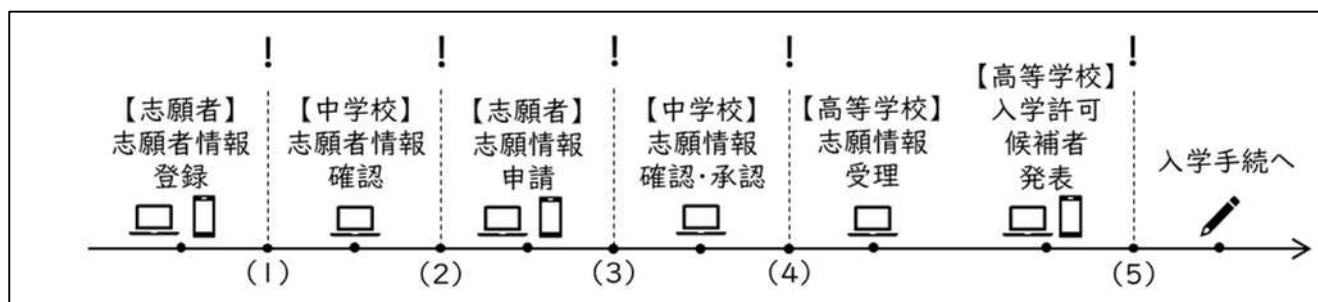 !
!
!
!
!
【志願者】
志願者情報
登録
【中学校】
志願者情報
確認
【志願者】
志願情報
申請
【中学校】
志願情報
確認・承認
【高等学校】
志願情報
受理
【高等学校】
入学許可
候補者
発表
入学手続へ
(1)
(2)
(3)
(4)
(5)